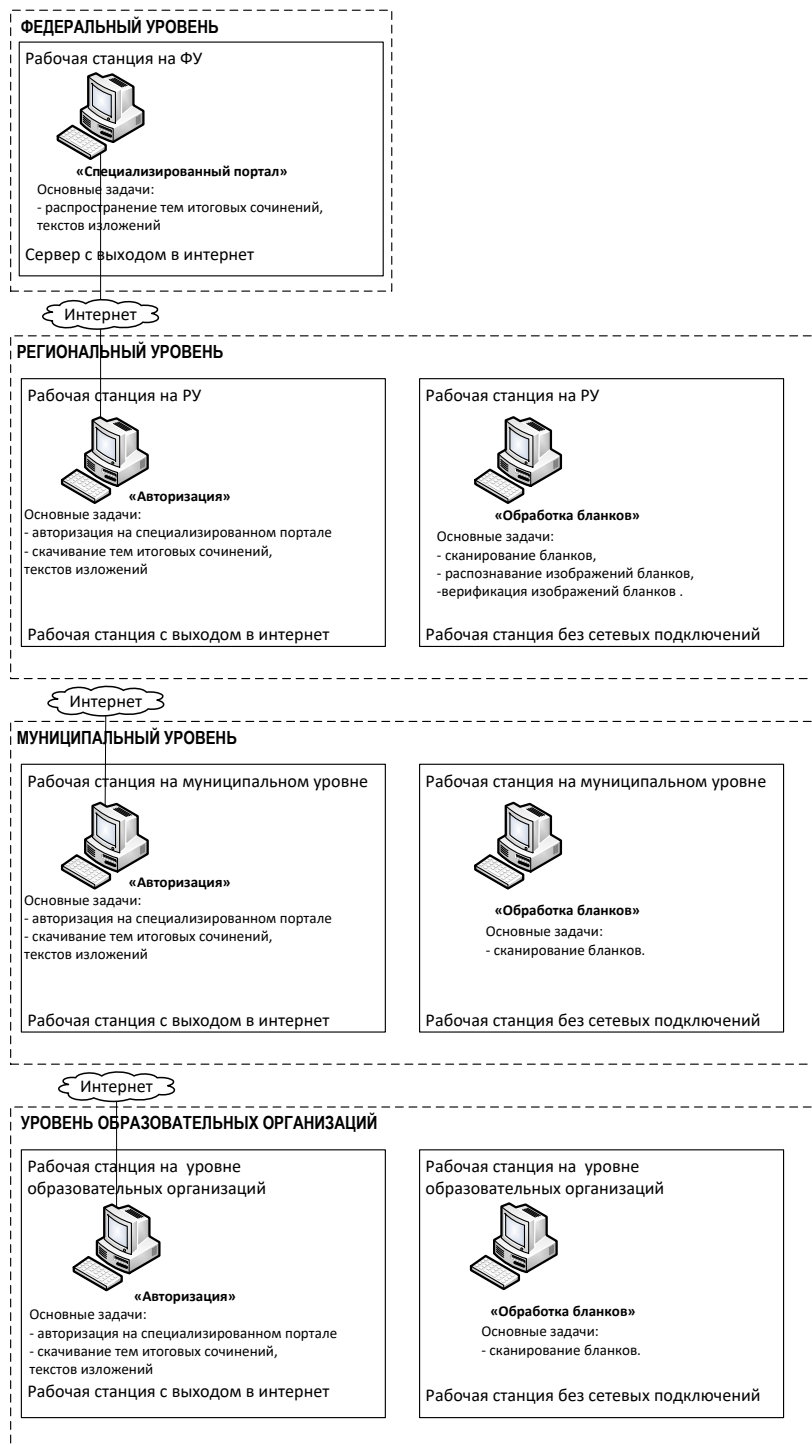 ФЕДЕРАЛЬНЫЙ УРОВЕНЬ
Рабочая станция на ФУ
«Специализированный портал»
Основные задачи:
- распространение тем итоговых сочинений,
текстов изложений
Сервер с выходом в интернет
Интернет
РЕГИОНАЛЬНЫЙ УРОВЕНЬ
Рабочая станция на РУ
«Авторизация»
Основные задачи:
- авторизация на специализированном портале
- скачивание тем итоговых сочинений,
текстов изложений
Рабочая станция с выходом в интернет
Рабочая станция на РУ
«Обработка бланков»
Основные задачи:
- сканирование бланков,
- распознавание изображений бланков,
-верификация изображений бланков .
Рабочая станция без сетевых подключений
Интернет
МУНИЦИПАЛЬНЫЙ УРОВЕНЬ
Рабочая станция на муниципальном уровне
«Авторизация»
Основные задачи:
- авторизация на специализированном портале
- скачивание тем итоговых сочинений,
текстов изложений
Рабочая станция с выходом в интернет
Рабочая станция на муниципальном уровне
«Обработка бланков»
Основные задачи:
- сканирование бланков.
Рабочая станция без сетевых подключений
Интернет
УРОВЕНЬ ОБРАЗОВАТЕЛЬНЫХ ОРГАНИЗАЦИЙ
Рабочая станция на уровне
образовательных организаций
«Авторизация»
Основные задачи:
- авторизация на специализированном портале
- скачивание тем итоговых сочинений,
текстов изложений
Рабочая станция с выходом в интернет
Рабочая станция на уровне
образовательных организаций
«Обработка бланков»
Основные задачи:
- сканирование бланков.
Рабочая станция без сетевых подключений